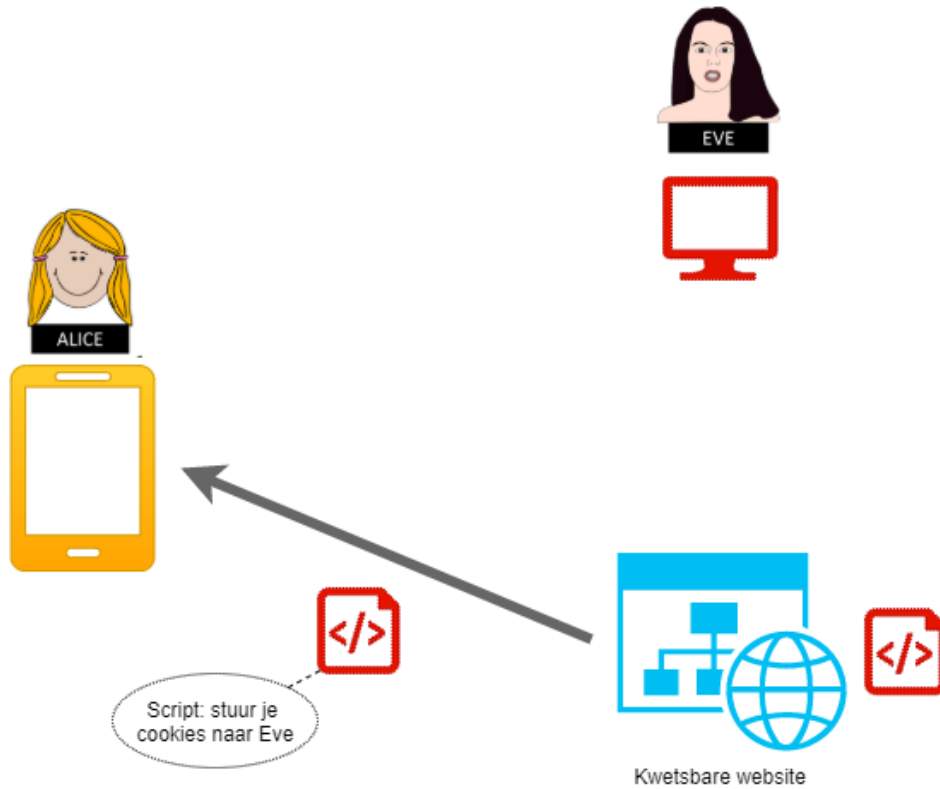 EVE
ALICE
</>
</>
Script: stuur je
cookies naar Eve
Kwetsbare website